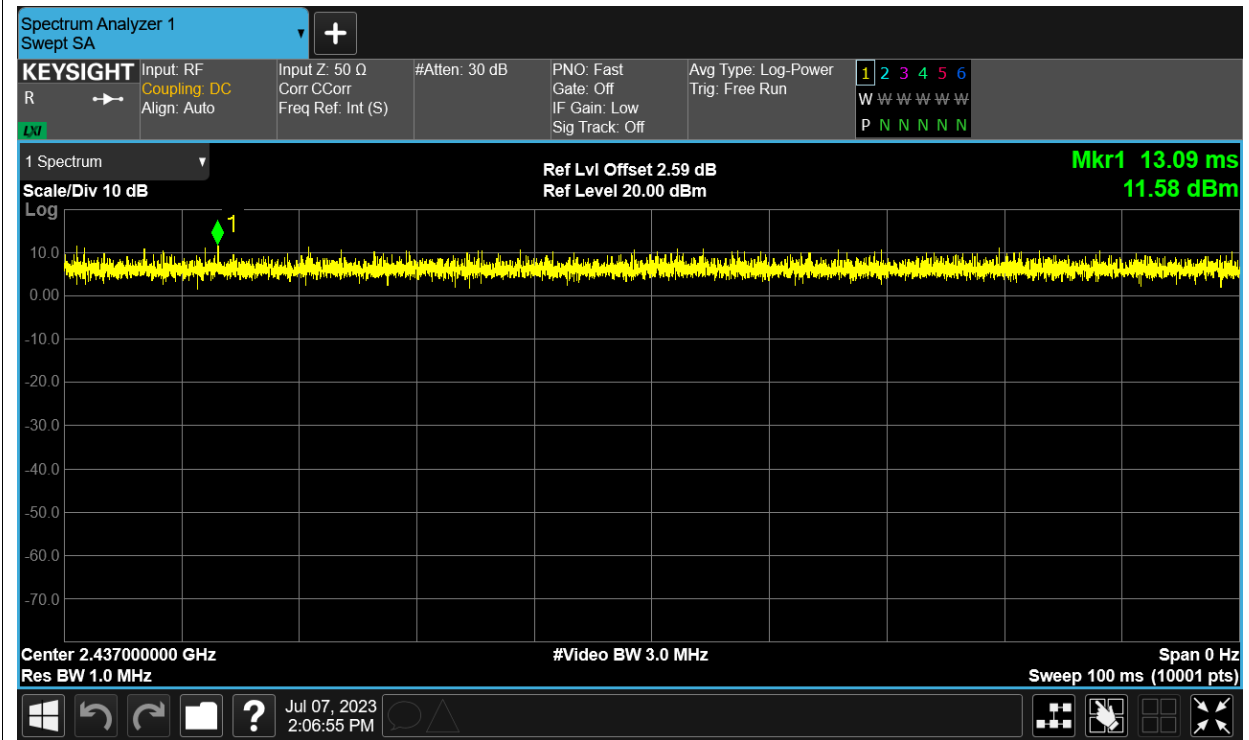 Spectrum Analyzer 1
Swept SA
KEYSIGHT
R
LXI
Input: RF
Coupling: DC
Align: Auto
Input Z: 50 Ω
Corr CCorr
Freq Ref: Int (S)
#Atten: 30 dB
PNO: Fast
Gate: Off
IF Gain: Low
Sig Track: Off
Avg Type: Log-Power
Trig: Free Run
1 2 3 4 5 6
W W W W W W
P N N N N N
1 Spectrum
Scale/Div 10 dB
Ref Lvl Offset 2.59 dB
Ref Level 20.00 dBm
Mkr1 13.09 ms
11.58 dBm
Log
1
10.0
0.00
-10.0
-20.0
-30.0
-40.0
-50.0
-60.0
-70.0
Center 2.437000000 GHz
Res BW 1.0 MHz
#Video BW 3.0 MHz
Span 0 Hz
Sweep 100 ms (10001 pts)
?
Jul 07, 2023
2:06:55 PM